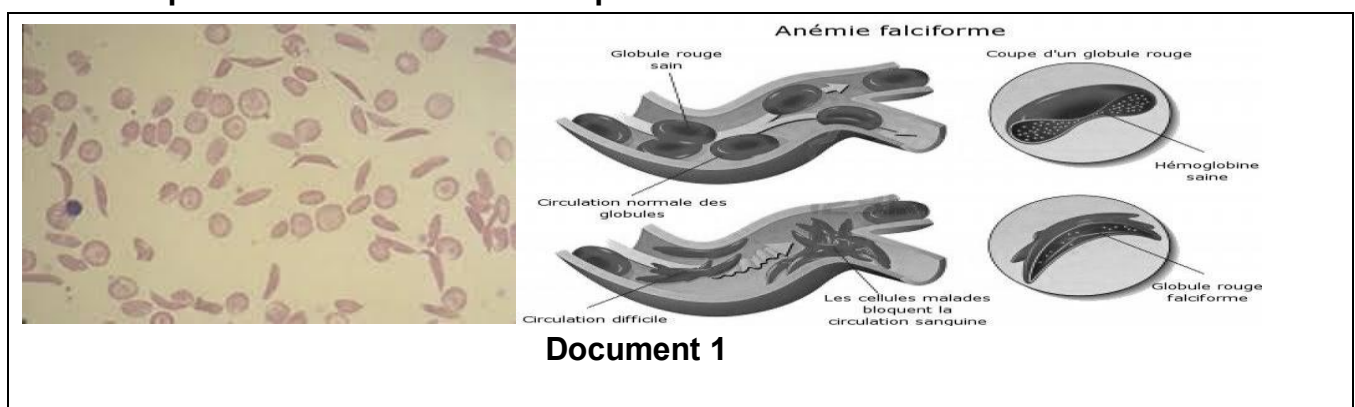 Anémie falciforme
Globule rouge
sain
Coupe d'un globule rouge
Hémoglobine
saine
Circulation normale des
globules
Circulation difficile
Les cellules malades
bloquent la
circulation sanguine
Globule rouge
falciforme
Document 1